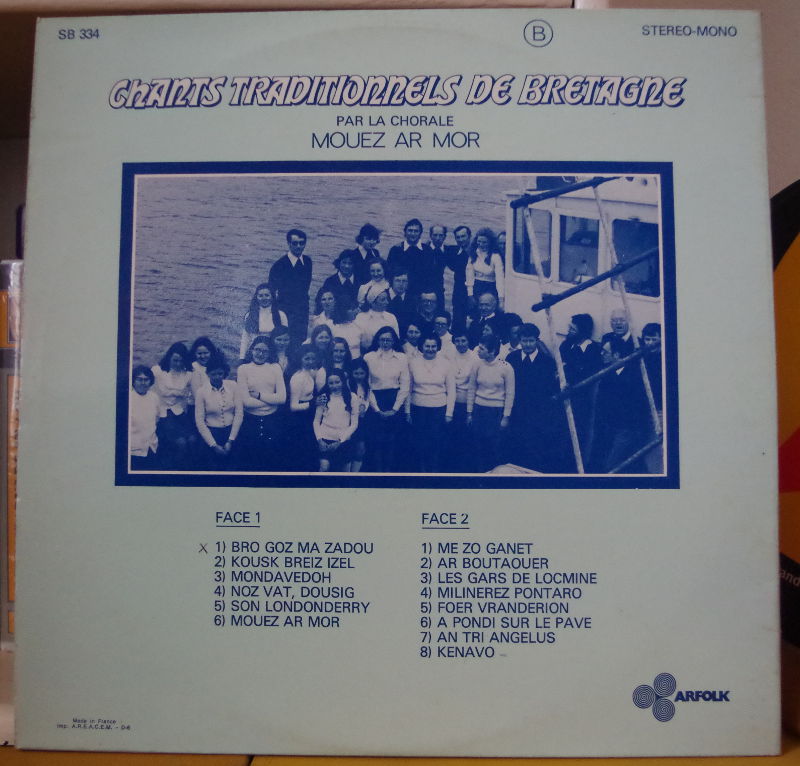 SB 334
B
STEREO-MONO
CHANTS TRADITIONNELS DE BRETAGNE
PAR LA CHORALE
MOUEZ AR MOR
FACE 1
X 1) BRO GOZ MA ZADOU
2) KOUSK BREIZ IZEL
3) MONDAVEDOH
4) NOZ VAT, DOUSIG
5) SON LONDONDERRY
6) MOUEZ AR MOR
FACE 2
1) ME ZO GANET
2) AR BOUTAOUER
3) LES GARS DE LOCMINE
4) MILINEREZ PONTARO
5) FOER VRANDERION
6) A PONDI SUR LE PAVE
7) AN TRI ANGELUS
8) KENAVO
ARFOLK
Made in France
Imp. A.R.E.A.C.E.M. - D-6
and